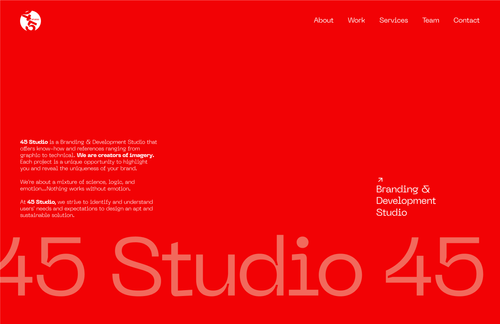 About Work Services Team Contact
45 Studio is a Branding & Development Studio that
offers know-how and references ranging from
graphic to technical. We are creators of imagery.
Each project is a unique opportunity to highlight
you and reveal the uniqueness of your brand.
We're about a mixture of science, logic, and
emotion...Nothing works without emotion.
At 45 Studio, we strive to identify and understand
users' needs and expectations to design an apt and
sustainable solution.
Branding &
Development
Studio
45 Studio 45